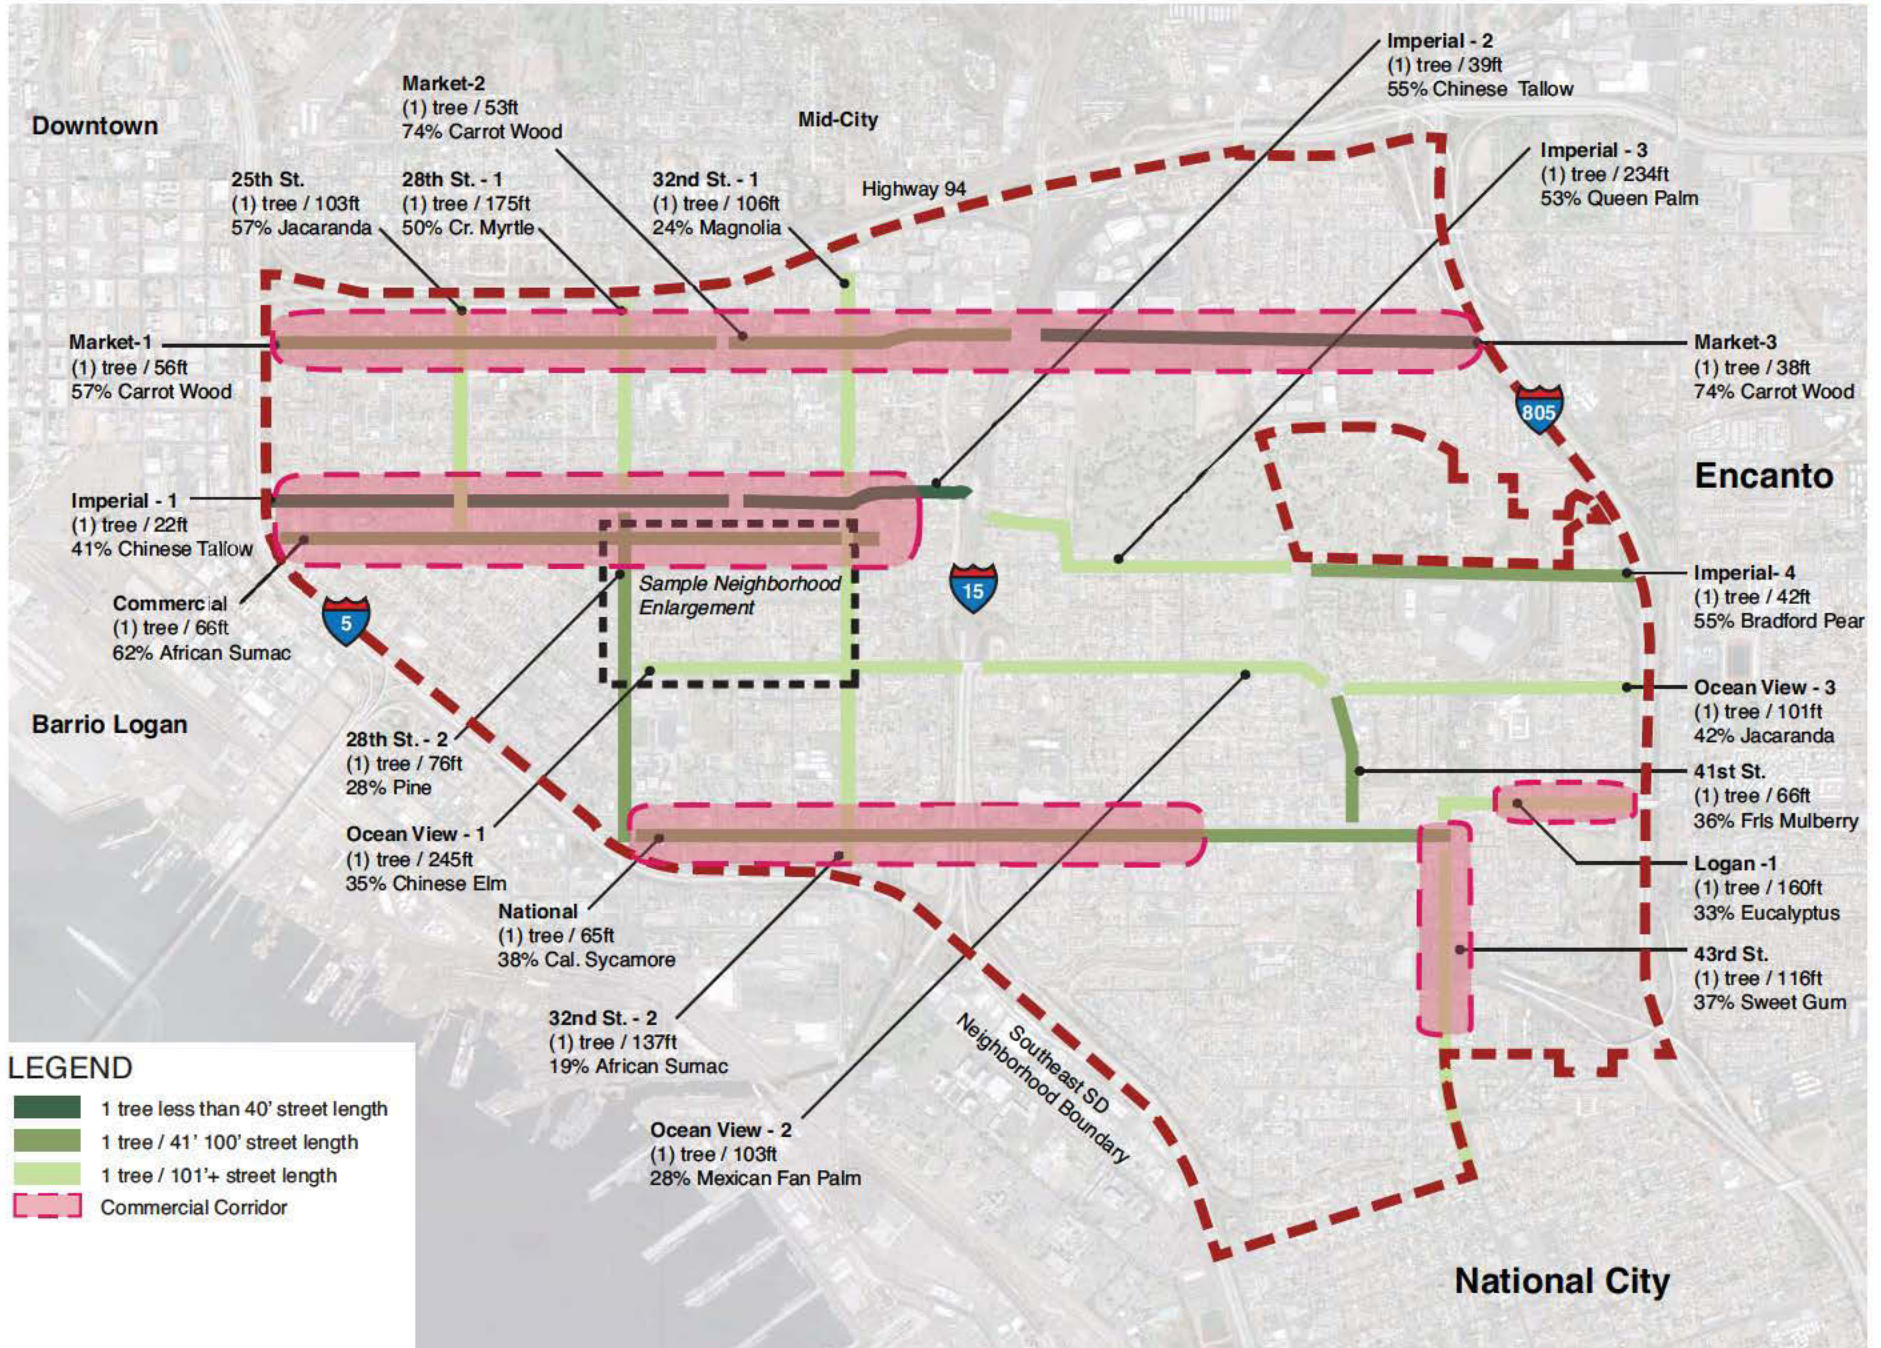 Imperial - 2
(1) tree / 39ft
55% Chinese Tallow
Market-2
(1) tree / 53ft
74% Carrot Wood
Downtown
Mid-City
Imperial - 3
(1) tree / 234ft
53% Queen Palm
25th St.
(1) tree / 103ft
57% Jacaranda
28th St. - 1
(1) tree / 175ft
50% Cr. Myrtle
32nd St. - 1
(1) tree / 106ft
24% Magnolia
Highway 94
Market-1
(1) tree / 56ft
57% Carrot Wood
Market-3
(1) tree / 38ft
74% Carrot Wood
805
Encanto
Imperial - 1
(1) tree / 22ft
41% Chinese Tallow
Sample Neighborhood
Enlargement
15
Imperial- 4
(1) tree / 42ft
55% Bradford Pear
Commercial
(1) tree / 66ft
62% African Sumac
5
Ocean View - 3
(1) tree / 101ft
42% Jacaranda
Barrio Logan
28th St. - 2
(1) tree / 76ft
28% Pine
41st St.
(1) tree / 66ft
36% Frls Mulberry
Ocean View - 1
(1) tree / 245ft
35% Chinese Elm
Logan -1
(1) tree / 160ft
33% Eucalyptus
National
(1) tree / 65ft
38% Cal. Sycamore
43rd St.
(1) tree / 116ft
37% Sweet Gum
32nd St. - 2
(1) tree / 137ft
19% African Sumac
Southeast SD
Neighborhood Boundary
Ocean View - 2
(1) tree / 103ft
28% Mexican Fan Palm
LEGEND
1 tree less than 40' street length
1 tree / 41' 100' street length
1 tree / 101'+ street length
Commercial Corridor
National City